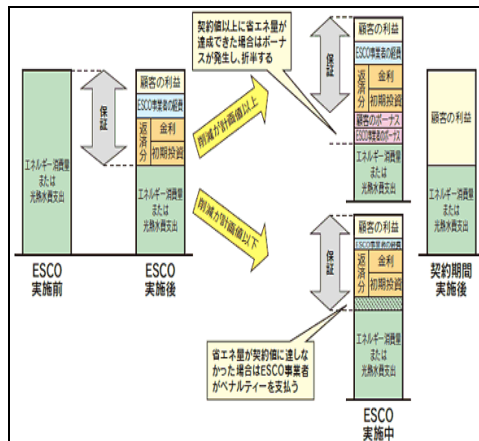 契約値以上に省エネ量が
達成できた場合はボーナ
スが発生し、折半する
保証
顧客の利益
ESCO事業者の経費
返済分
金利
初期投資
顧客のボーナス
ESCO事業者のボーナス
エネルギー消費量
または
光熱水費支出
エネルギー消費量
または
光熱水費支出
ESCO
実施前
保証
顧客の利益
ESCO事業者の経費
返済分
金利
初期投資
エネルギー消費量
または
光熱水費支出
ESCO
実施後
削減が計画値以上
削減が計画値以下
顧客の利益
エネルギー消費量
または
光熱水費支出
契約期間
実施後
保証
顧客の利益
ESCO事業者の経費
返済分
金利
初期投資
エネルギー消費量
または
光熱水費支出
省エネ量が契約値に達しな
かった場合はESCO事業者
がペナルティーを支払う
ESCO
実施中